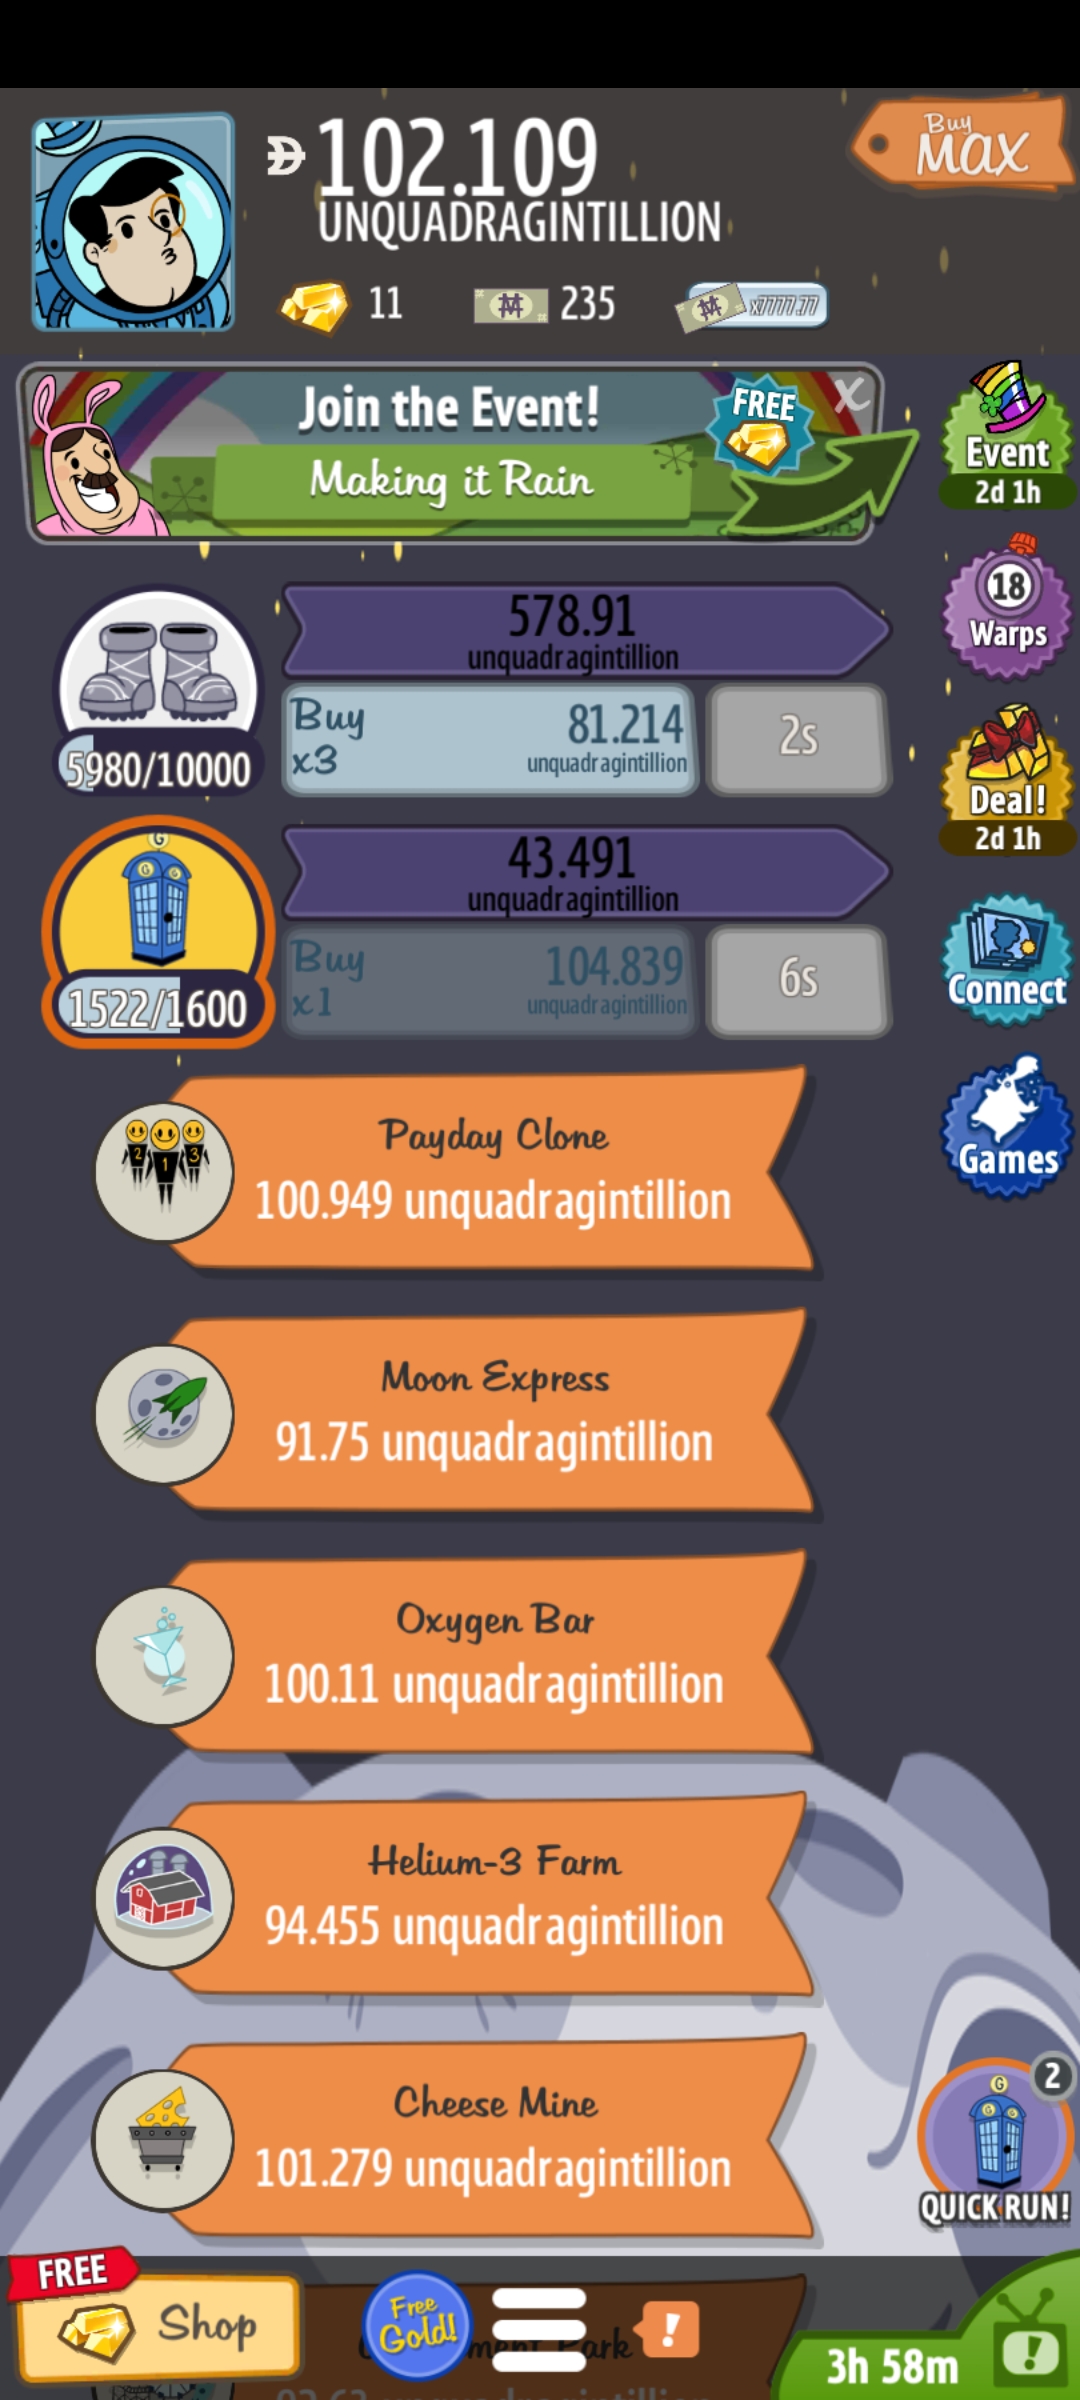 102.109
UNQUADRAGINTILLION
Buy
MAX
11
235
x7777.77
Join the Event!
FREE
X
Making it Rain
Event
2d 1h
18
Warps
578.91
unquadragintillion
5980/10000
Buy
x3
81.214
unquadragintillion
2s
Deal!
2d 1h
43.491
unquadragintillion
G
G G
1522/1600
Buy
x1
104.839
unquadragintillion
6s
Connect
Games
2 1 3
Payday Clone
100.949 unquadragintillion
Moon Express
91.75 unquadragintillion
Oxygen Bar
100.11 unquadragintillion
Helium-3 Farm
94.455 unquadragintillion
Cheese Mine
101.279 unquadragintillion
2
G
G G
QUICK RUN!
FREE
Shop
Free
Gold!
Park
!
3h 58m
!